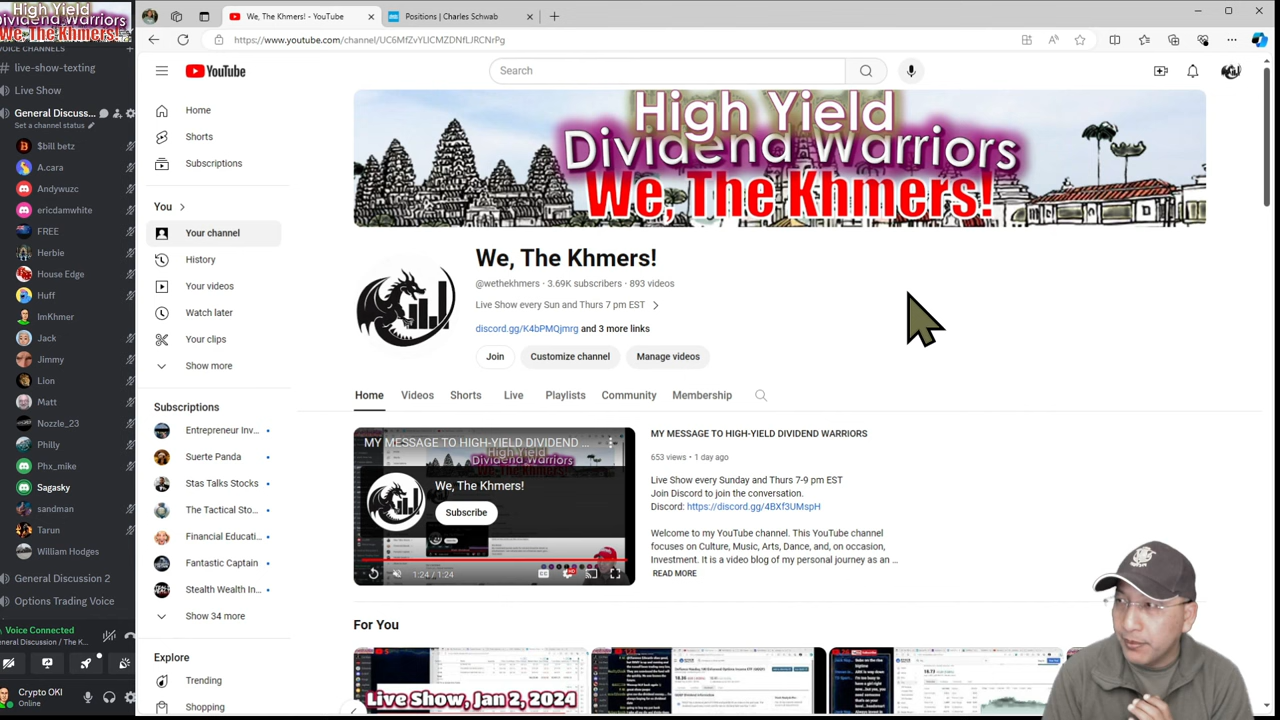 High Yield
Dividend Warriors
We, The Khmers!
VOICE CHANNELS
live-show-texting
Live Show
General Discuss...
Set a channel status
$bill betz
A.cara
Andywuzc
ericdamwhite
FREE
Herbie
House Edge
Huff
ImKhmer
Jack
Jimmy
Lion
Matt
Nozzle_23
Philly
Phx_mike
Sagasky
sandman
Tarun
William Hodges
General Discussion 2
Options Trading Voice
Voice Connected
General Discussion / The K...
Crypto OKI
Online
We, The Khmers! - YouTube
Positions | Charles Schwab
https://www.youtube.com/channel/UC6MfZvYLICMZDNfLJRCNrPg
YouTube
Search
Home
Shorts
Subscriptions
You
Your channel
History
Your videos
Watch later
Your clips
Show more
Subscriptions
Entrepreneur Inv...
Suerte Panda
Stas Talks Stocks
The Tactical Sto...
Financial Educati...
Fantastic Captain
Stealth Wealth In...
Show 34 more
Explore
Trending
Shopping
High Yield
Dividend Warriors
We, The Khmers!
We, The Khmers!
@wethekhmers · 3.69K subscribers · 893 videos
Live Show every Sun and Thurs 7 pm EST
discord.gg/K4bPMQjmrg and 3 more links
Join
Customize channel
Manage videos
Home
Videos
Shorts
Live
Playlists
Community
Membership
MY MESSAGE TO HIGH-YIELD DIVIDEND ...
High Yield
Dividend Warriors
We, The Khmers!
Subscribe
1:24 / 1:24
MY MESSAGE TO HIGH-YIELD DIVIDEND WARRIORS
653 views • 1 day ago
Live Show every Sunday and Thurs 7-9 pm EST
Join Discord to join the conversation.
Discord: https://discord.gg/4BXf3UMspH
Welcome to my YouTube channel. This YouTube channel
focuses on Culture, Music, Arts, Dance, and, on occasion,
Investment. It is a video blog of my personal journey as an ...
READ MORE
For You
Live Show, Jan 6, 2024